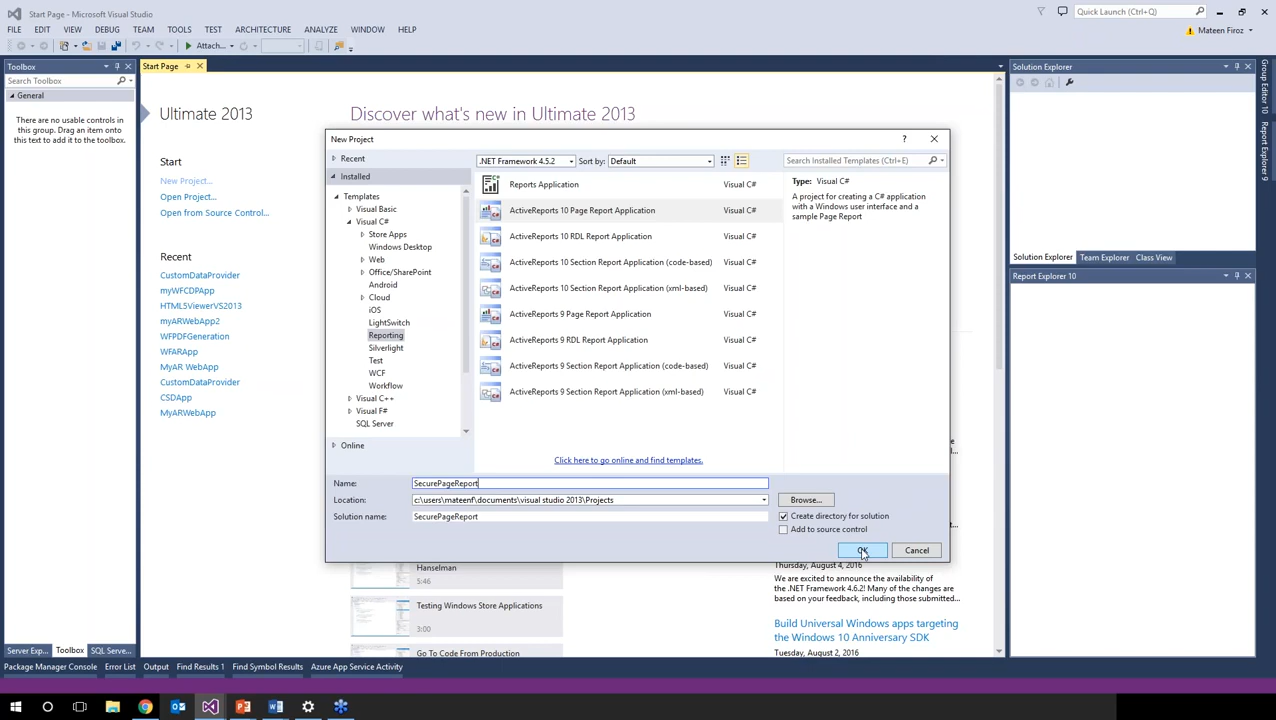 Start Page - Microsoft Visual Studio
Quick Launch (Ctrl+Q)
FILE EDIT VIEW DEBUG TEAM TOOLS TEST ARCHITECTURE ANALYZE WINDOW HELP
Mateen Firoz
Attach...
Toolbox
Search Toolbox
General
There are no usable controls in
this group. Drag an item onto
this text to add it to the toolbox.
Start Page
Ultimate 2013
Discover what's new in Ultimate 2013
Start
New Project...
Open Project...
Open from Source Control...
Recent
CustomDataProvider
myWFCDPApp
HTML5ViewerVS2013
myARWebApp2
WFPDFGeneration
WFARApp
MyAR WebApp
CustomDataProvider
CSDApp
MyARWebApp
New Project
?
Recent
Installed
.NET Framework 4.5.2
Sort by: Default
Search Installed Templates (Ctrl+E)
Templates
Visual Basic
Visual C#
Store Apps
Windows Desktop
Web
Office/SharePoint
Android
Cloud
iOS
LightSwitch
Reporting
Silverlight
Test
WCF
Workflow
Visual C++
Visual F#
SQL Server
Online
Reports Application Visual C#
ActiveReports 10 Page Report Application Visual C#
ActiveReports 10 RDL Report Application Visual C#
ActiveReports 10 Section Report Application (code-based) Visual C#
ActiveReports 10 Section Report Application (xml-based) Visual C#
ActiveReports 9 Page Report Application Visual C#
ActiveReports 9 RDL Report Application Visual C#
ActiveReports 9 Section Report Application (code-based) Visual C#
ActiveReports 9 Section Report Application (xml-based) Visual C#
Click here to go online and find templates.
Type: Visual C#
A project for creating a C# application
with a Windows user interface and a
sample Page Report
Name: SecurePageReport
Location: c:\users\mateenf\documents\visual studio 2013\Projects
Browse...
Solution name: SecurePageReport
Create directory for solution
Add to source control
OK
Cancel
Hanselman
5:46
Testing Windows Store Applications
3:00
Go To Code From Production
Thursday, August 4, 2016
We are excited to announce the availability of
the .NET Framework 4.6.2! Many of the changes are
based on your feedback, including those submitted...
Build Universal Windows apps targeting
the Windows 10 Anniversary SDK
Tuesday, August 2, 2016
Solution Explorer
Solution Explorer Team Explorer Class View
Report Explorer 10
Group Editor 10
Report Explorer 9
Server Exp... Toolbox SQL Serve...
Package Manager Console Error List Output Find Results 1 Find Symbol Results Azure App Service Activity